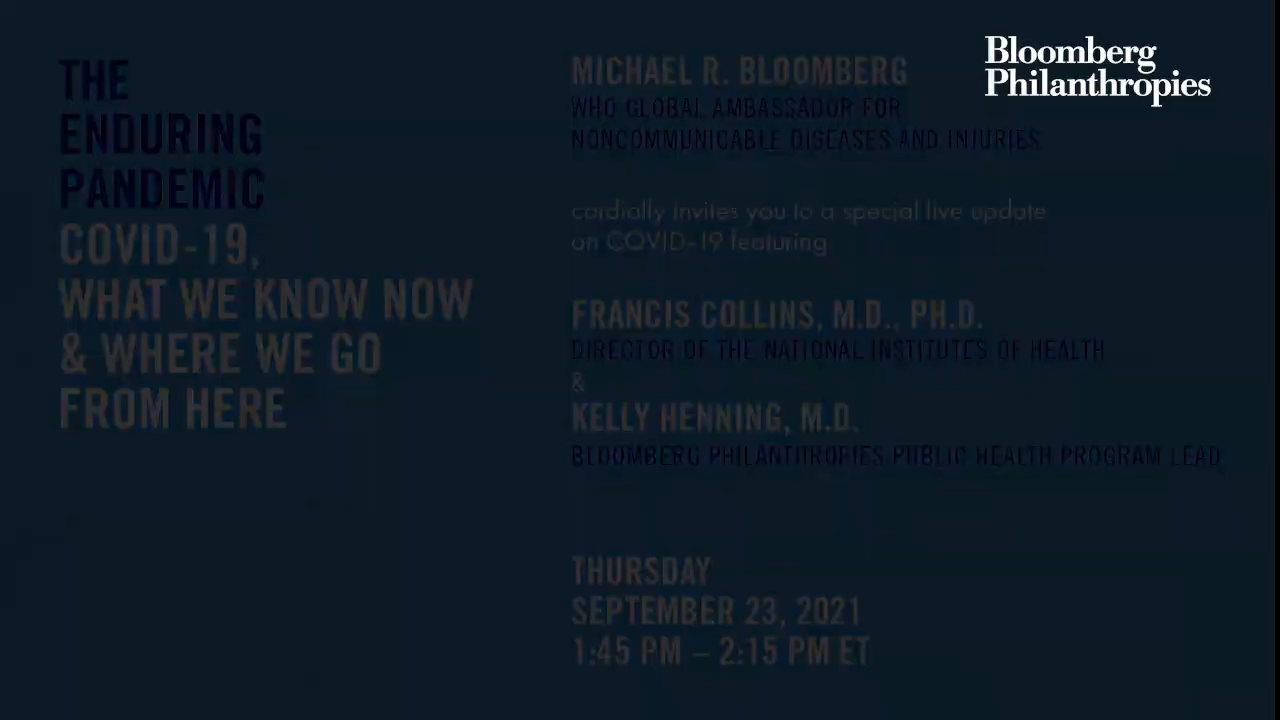 THE
ENDURING
PANDEMIC
COVID-19,
WHAT WE KNOW NOW
& WHERE WE GO
FROM HERE
MICHAEL R. BLOOMBERG
WHO GLOBAL AMBASSADOR FOR
NONCOMMUNICABLE DISEASES AND INJURIES
cordially invites you to a special live update
on COVID-19 featuring
FRANCIS COLLINS, M.D., PH.D.
DIRECTOR OF THE NATIONAL INSTITUTES OF HEALTH
&
KELLY HENNING, M.D.
BLOOMBERG PHILANTHROPIES PUBLIC HEALTH PROGRAM LEAD
THURSDAY
SEPTEMBER 23, 2021
1:45 PM – 2:15 PM ET
Bloomberg
Philanthropies